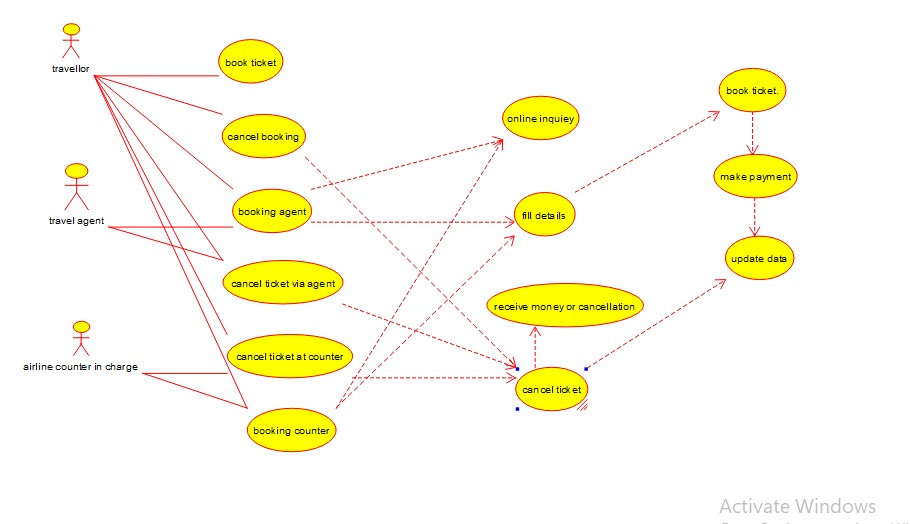 travellor
book ticket
book ticket.
online inquiey
cancel booking
make payment
travel agent
booking agent
fill details
update data
cancel ticket via agent
receive money or cancellation
airline counter in charge
cancel ticket at counter
cancel ticket
booking counter
Activate Windows